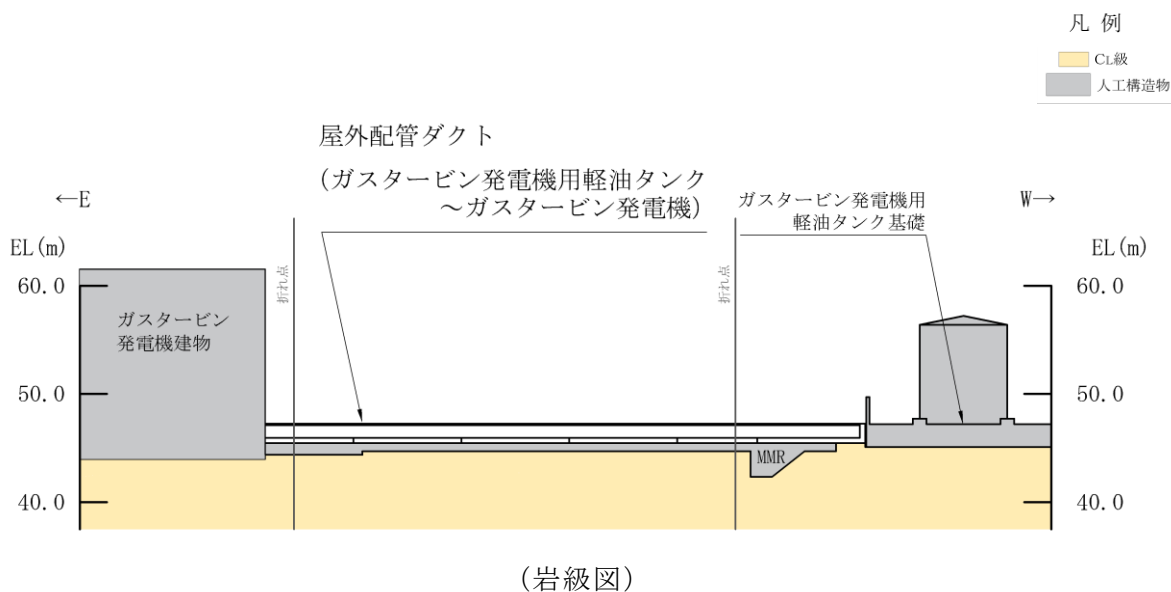 凡 例
CL級
人工構造物
屋外配管ダクト
(ガスタービン発電機用軽油タンク
～ガスタービン発電機)
←E
ガスタービン発電機用
軽油タンク基礎
W→
EL(m)
EL(m)
折れ点
折れ点
60.0
60.0
ガスタービン
発電機建物
50.0
50.0
MMR
40.0
40.0
(岩級図)